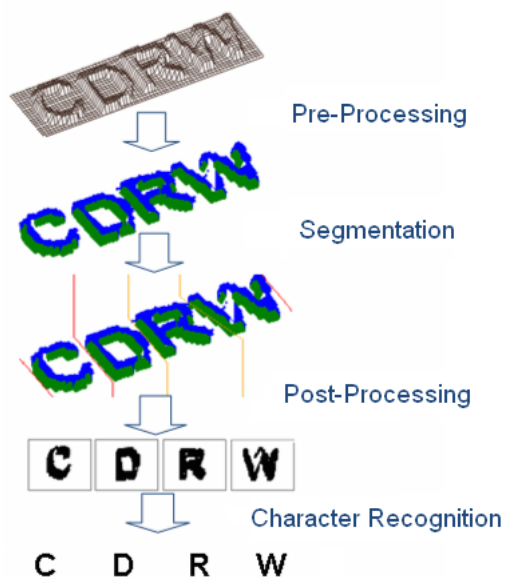 CDRW
Pre-Processing
CDRW
Segmentation
CDRW
Post-Processing
C D R W
Character Recognition
C D R W